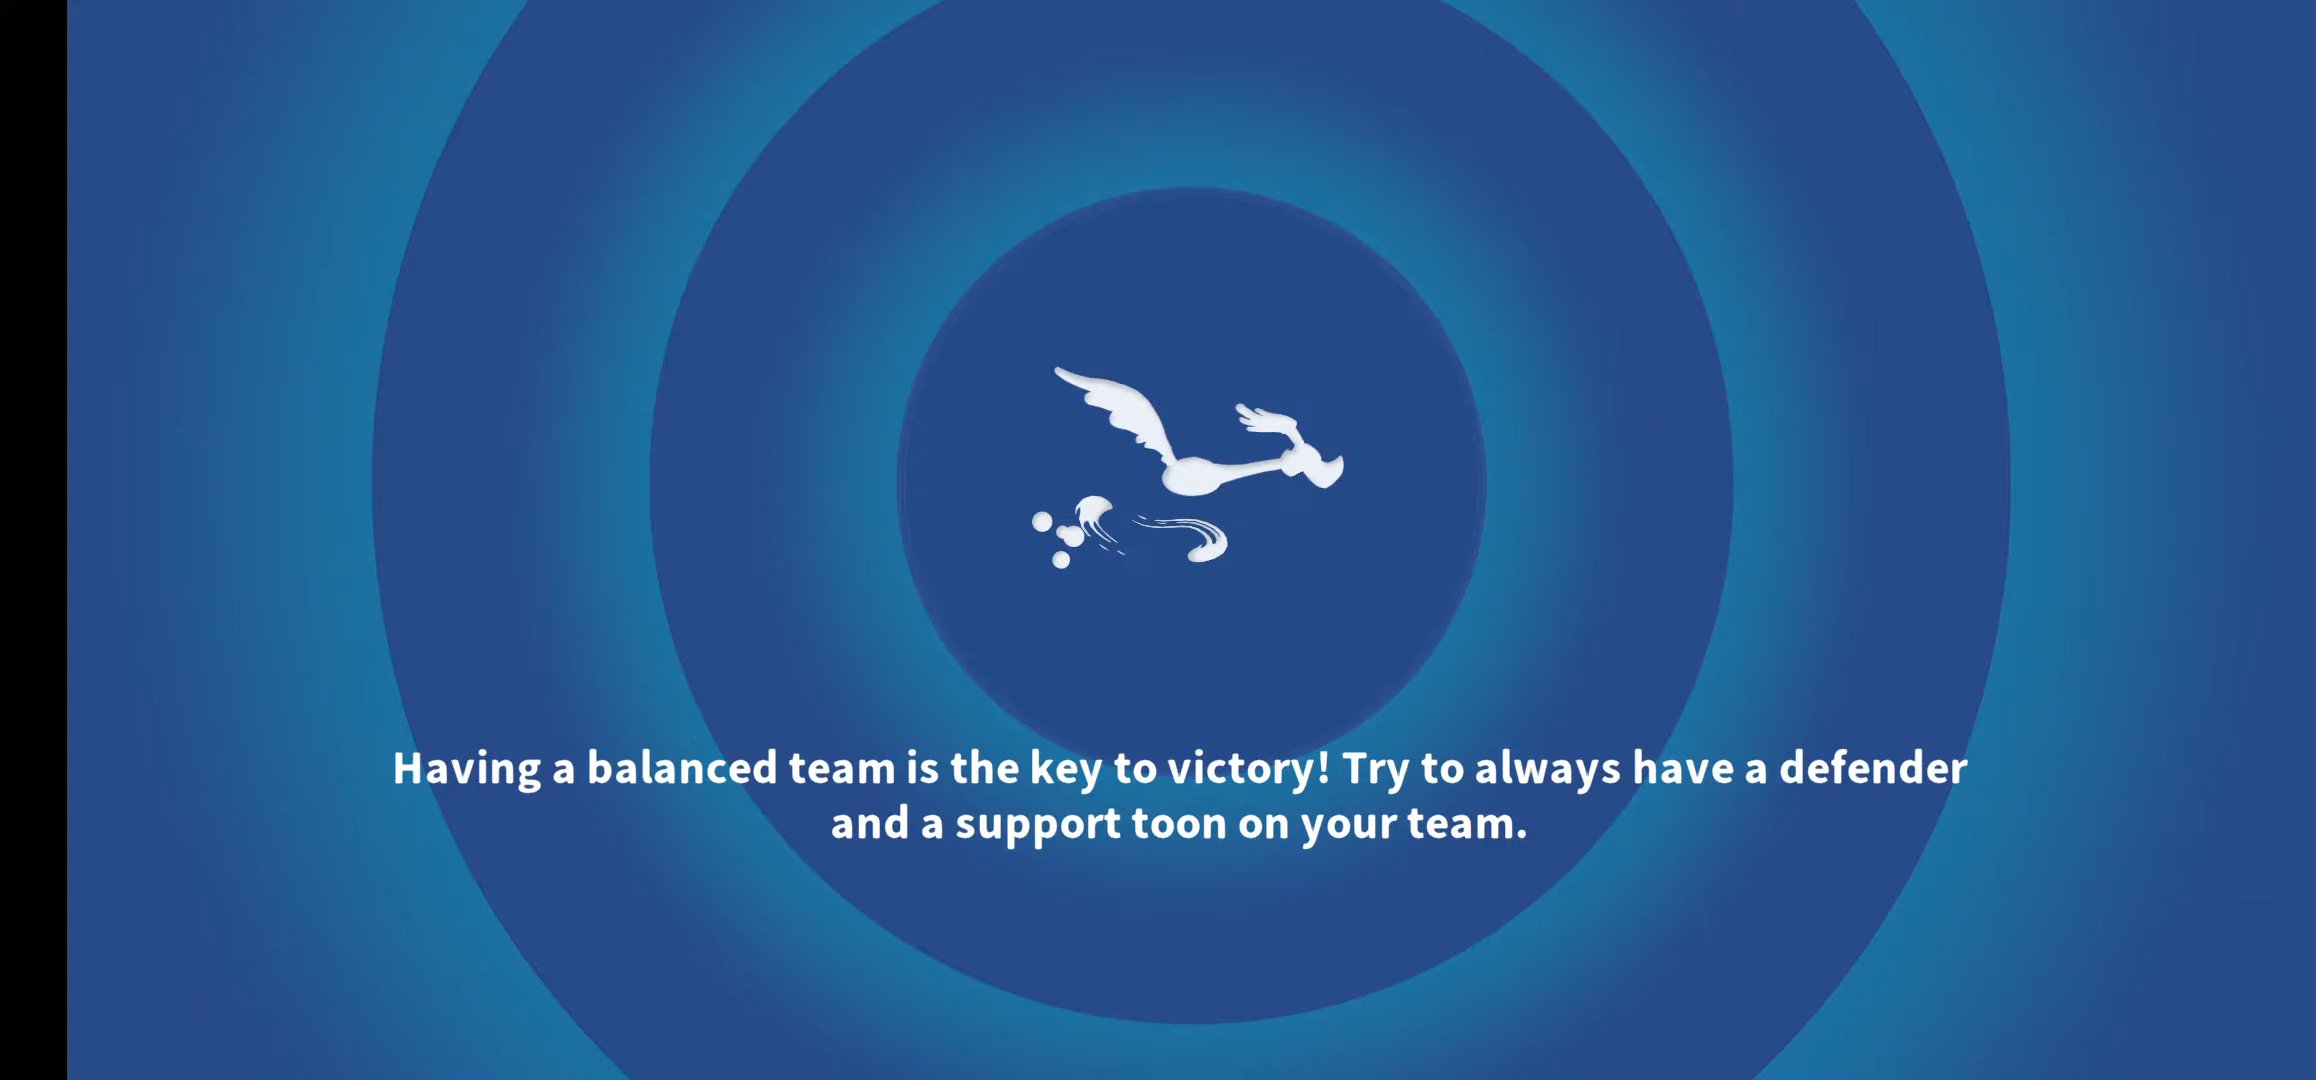 Having a balanced team is the key to victory! Try to always have a defender
and a support toon on your team.